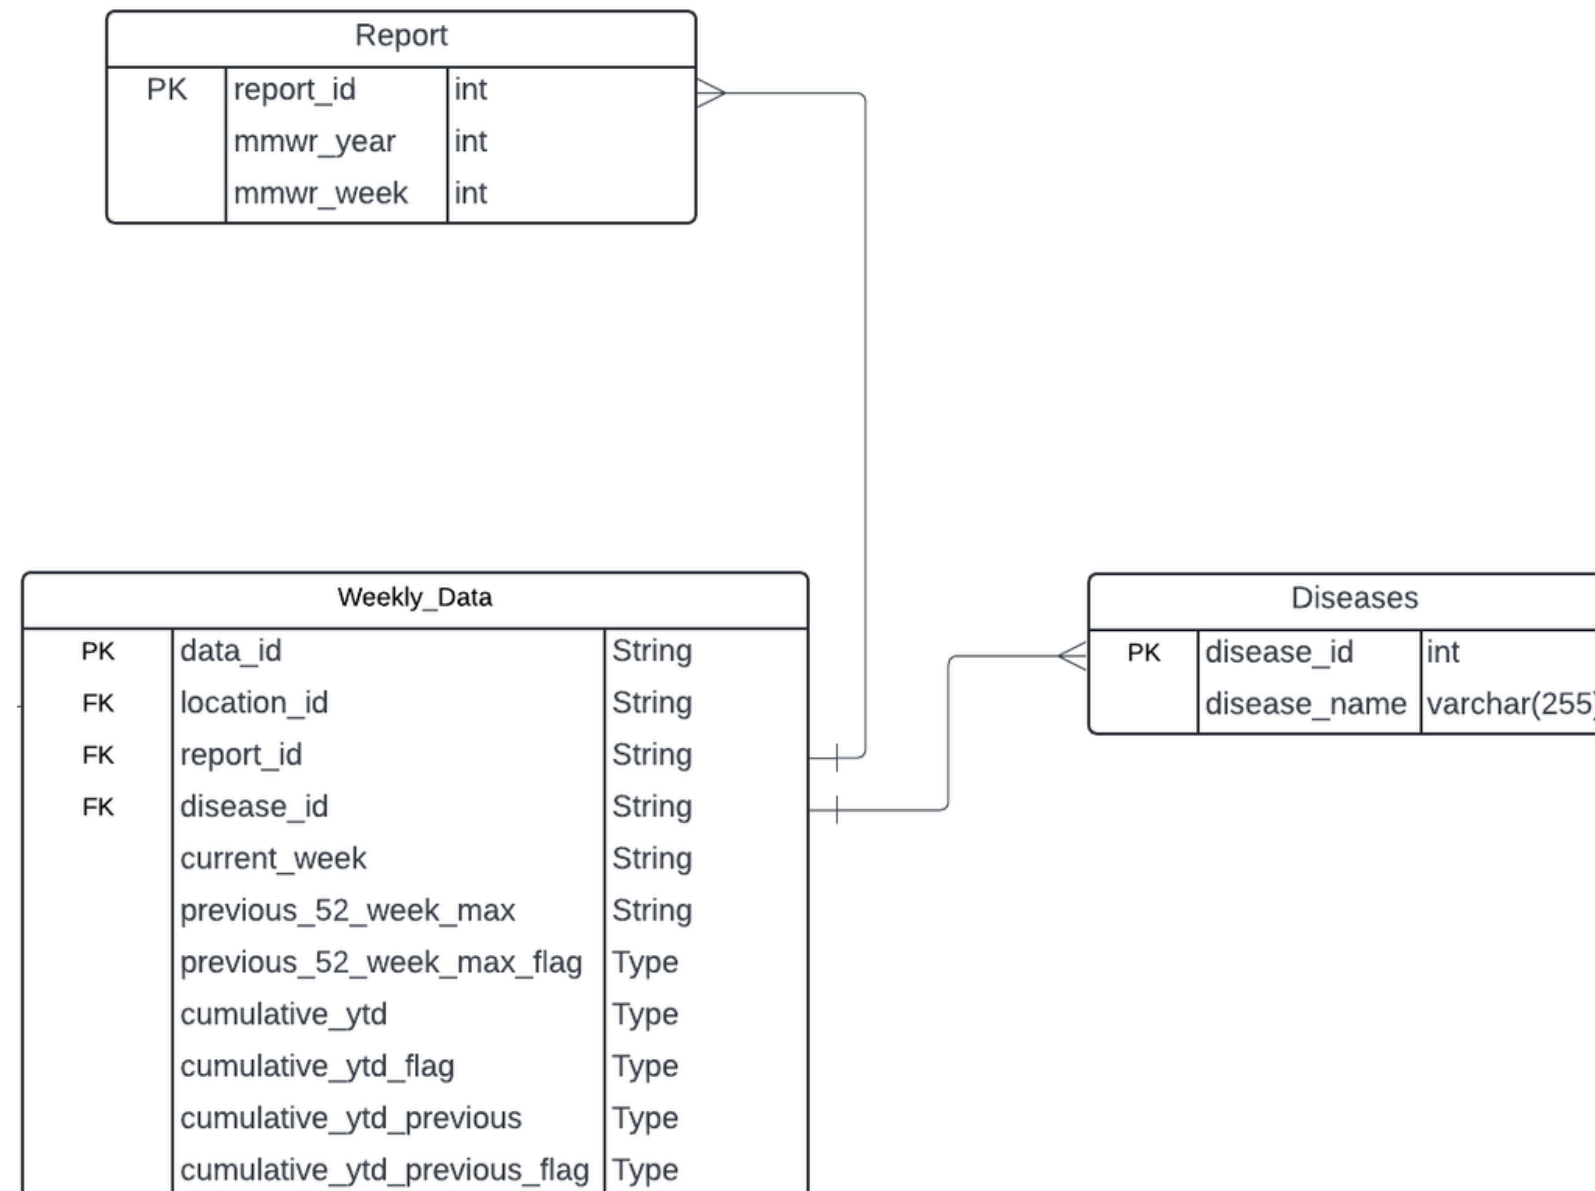 Report
PK report_id int
mmwr_year int
mmwr_week int
Weekly_Data
PK data_id String
FK location_id String
FK report_id String
FK disease_id String
current_week String
previous_52_week_max String
previous_52_week_max_flag Type
cumulative_ytd Type
cumulative_ytd_flag Type
cumulative_ytd_previous Type
cumulative_ytd_previous_flag Type
Diseases
PK disease_id int
disease_name varchar(255)